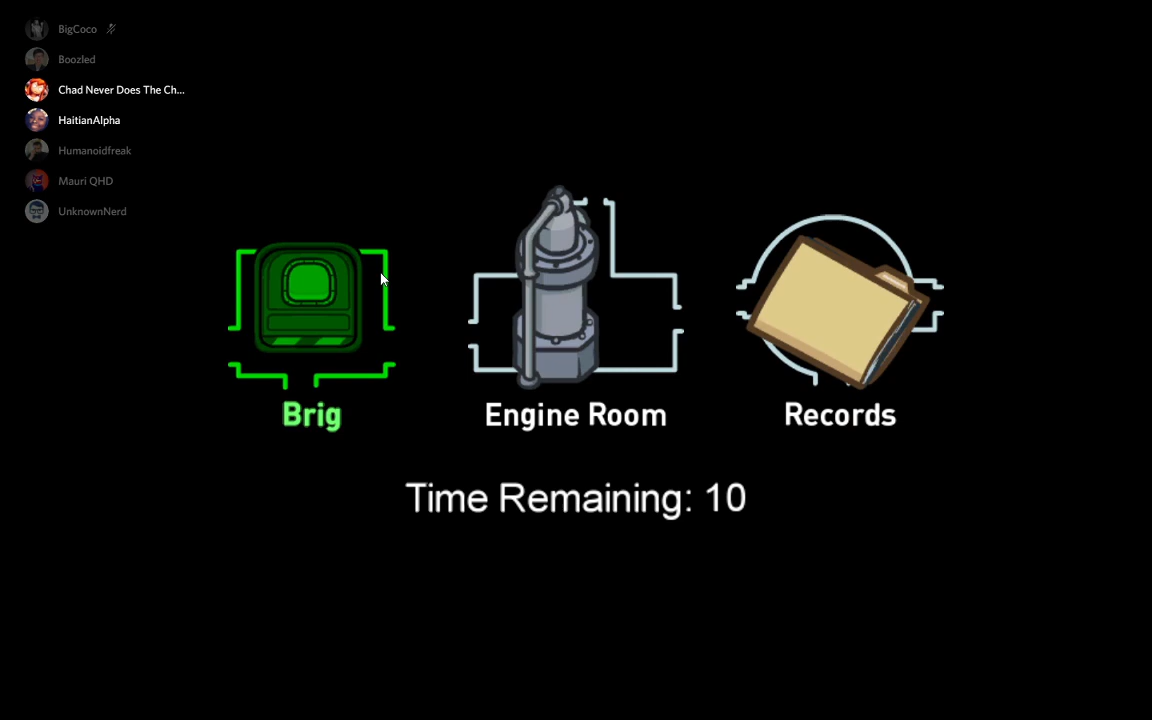 BigCoco
Boozled
Chad Never Does The Ch...
HaitianAlpha
Humanoidfreak
Mauri QHD
UnknownNerd
Brig
Engine Room
Records
Time Remaining: 10